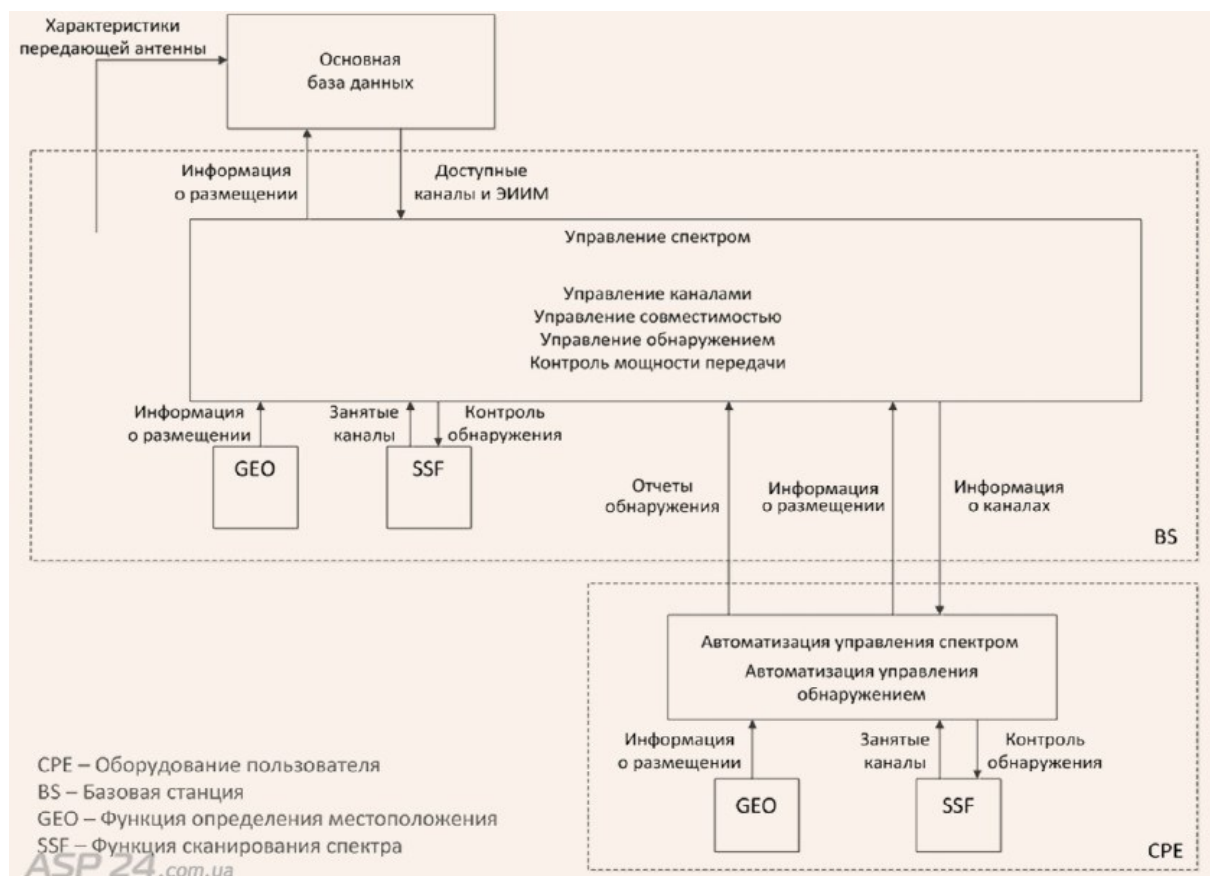 Характеристики
передающей антенны
Основная
база данных
Информация
о размещении
Доступные
каналы и ЭИИМ
Управление спектром
Управление каналами
Управление совместимостью
Управление обнаружением
Контроль мощности передачи
Информация
о размещении
Занятые
каналы
Контроль
обнаружения
GEO
SSF
Отчеты
обнаружения
Информация
о размещении
Информация
о каналах
BS
Автоматизация управления спектром
Автоматизация управления
обнаружением
Информация
о размещении
Занятые
каналы
Контроль
обнаружения
GEO
SSF
CPE
CPE – Оборудование пользователя
BS – Базовая станция
GEO – Функция определения местоположения
SSF – Функция сканирования спектра
ASP 24.com.ua